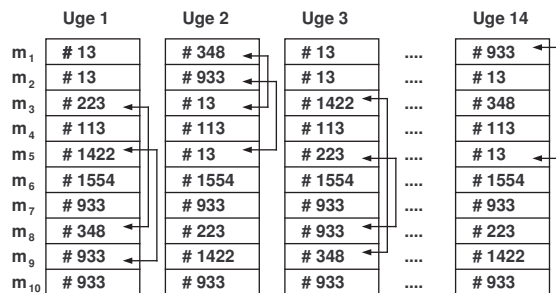 Uge 1 Uge 2 Uge 3 Uge 14
m1 # 13 # 348 # 13 .... # 933
m2 # 13 # 933 # 13 .... # 13
m3 # 223 # 13 # 1422 .... # 348
m4 # 113 # 113 # 113 .... # 113
m5 # 1422 # 13 # 223 .... # 13
m6 # 1554 # 1554 # 1554 .... # 1554
m7 # 933 # 933 # 933 .... # 933
m8 # 348 # 223 # 933 .... # 223
m9 # 933 # 1422 # 348 .... # 1422
m10 # 933 # 933 # 933 .... # 933